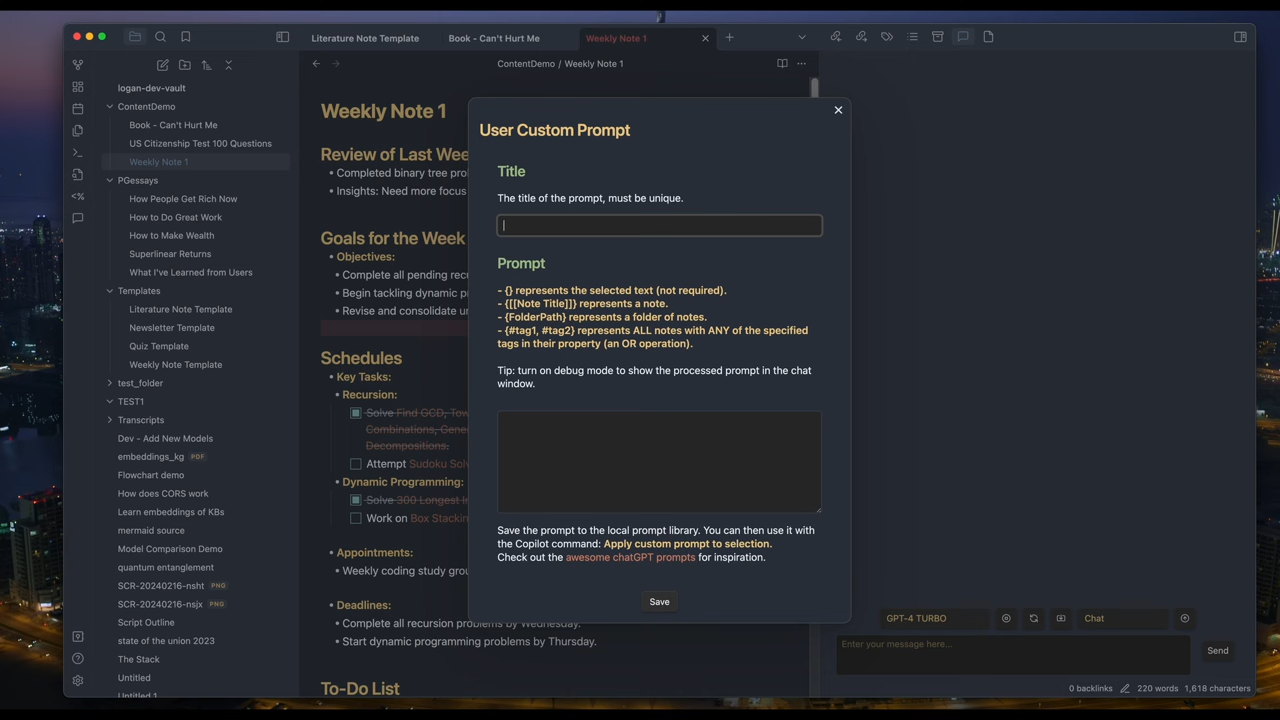 Literature Note Template
Book - Can't Hurt Me
Weekly Note 1
ContentDemo / Weekly Note 1
logan-dev-vault
ContentDemo
Book - Can't Hurt Me
US Citizenship Test 100 Questions
Weekly Note 1
PGessays
How People Get Rich Now
How to Do Great Work
How to Make Wealth
Superlinear Returns
What I've Learned from Users
Templates
Literature Note Template
Newsletter Template
Quiz Template
Weekly Note Template
test_folder
TEST1
Transcripts
Dev - Add New Models
embeddings_kg PDF
Flowchart demo
How does CORS work
Learn embeddings of KBs
mermaid source
Model Comparison Demo
quantum entanglement
SCR-20240216-nsht PNG
SCR-20240216-nsjx PNG
Script Outline
state of the union 2023
The Stack
Untitled
Untitled 1
Weekly Note 1
Review of Last Wee
• Completed binary tree pro
• Insights: Need more focus
Goals for the Week
• Objectives:
• Complete all pending recu
• Begin tackling dynamic p
• Revise and consolidate u
Schedules
• Key Tasks:
• Recursion:
Solve Find GCD, Tow
Combinations, Gene
Decompositions.
Attempt Sudoku Solv
• Dynamic Programming:
Solve 300 Longest I
Work on Box Stackin
• Appointments:
• Weekly coding study grou
• Deadlines:
• Complete all recursion problems by Wednesday.
• Start dynamic programming problems by Thursday.
To-Do List
User Custom Prompt
Title
The title of the prompt, must be unique.
Prompt
- {} represents the selected text (not required).
- {[[Note Title]]} represents a note.
- {FolderPath} represents a folder of notes.
- {#tag1, #tag2} represents ALL notes with ANY of the specified
tags in their property (an OR operation).
Tip: turn on debug mode to show the processed prompt in the chat
window.
Save the prompt to the local prompt library. You can then use it with
the Copilot command: Apply custom prompt to selection.
Check out the awesome chatGPT prompts for inspiration.
Save
GPT-4 TURBO
Chat
Enter your message here...
Send
0 backlinks
220 words
1,618 characters